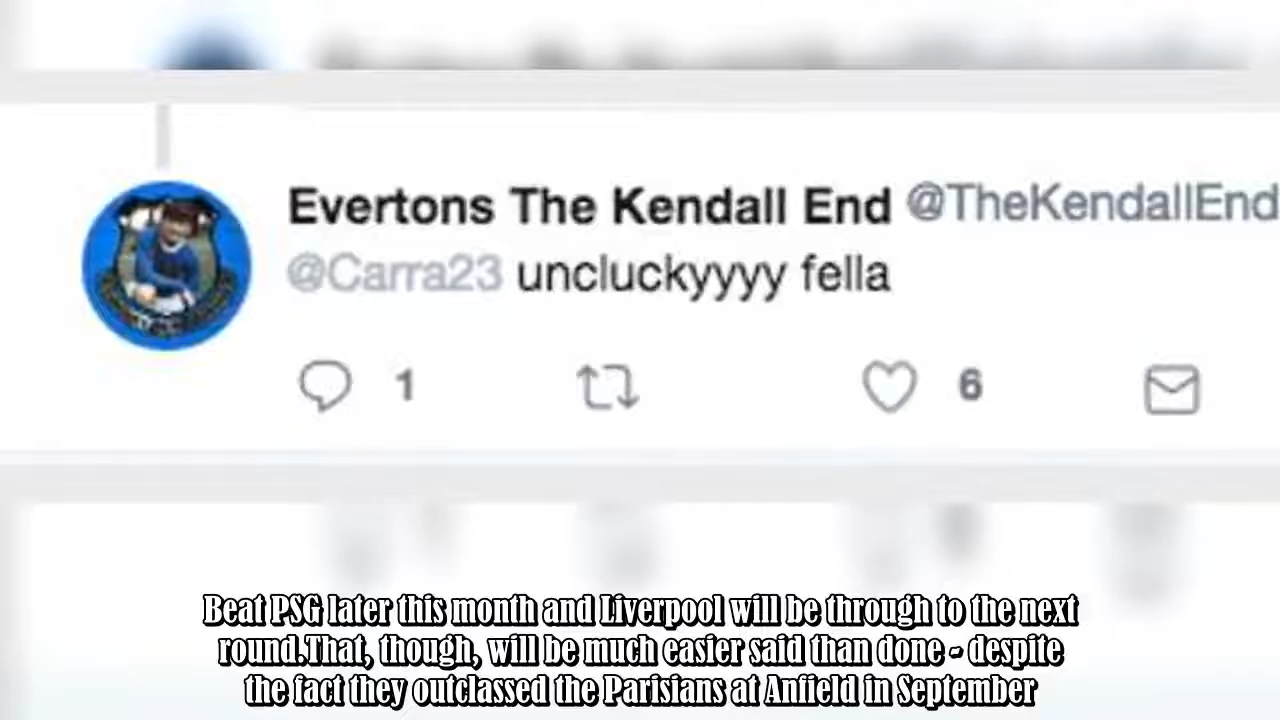 Evertons The Kendall End @TheKendallEnd
@Carra23 uncluckyyyy fella
1 6
Beat PSG later this month and Liverpool will be through to the next
round.That, though, will be much easier said than done - despite
the fact they outclassed the Parisians at Anfield in September